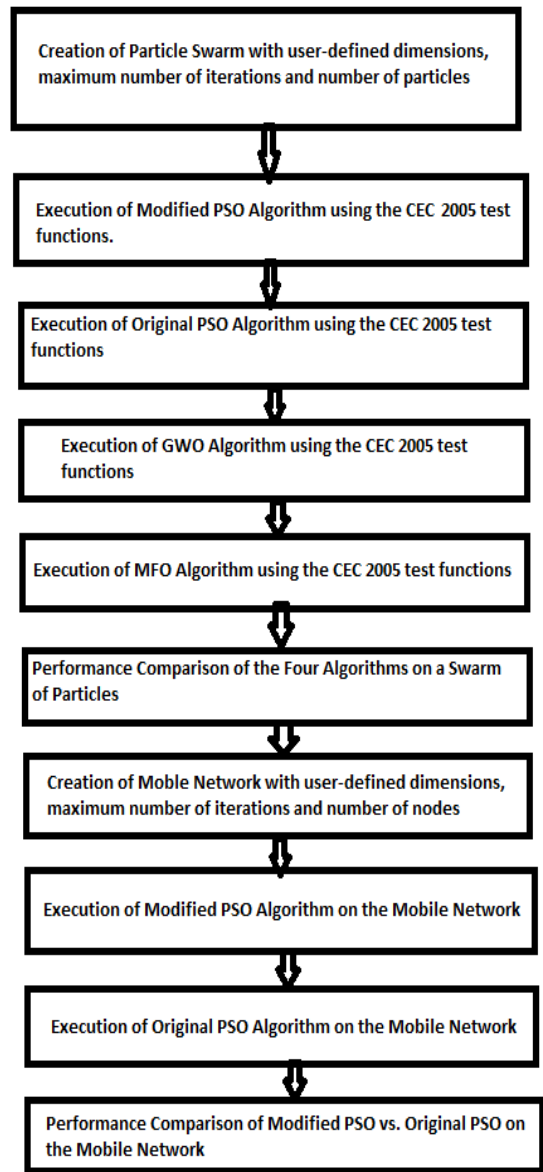 Creation of Particle Swarm with user-defined dimensions,
maximum number of iterations and number of particles
Execution of Modified PSO Algorithm using the CEC 2005 test
functions.
Execution of Original PSO Algorithm using the CEC 2005 test
functions
Execution of GWO Algorithm using the CEC 2005 test
functions
Execution of MFO Algorithm using the CEC 2005 test functions
Performance Comparison of the Four Algorithms on a Swarm
of Particles
Creation of Moble Network with user-defined dimensions,
maximum number of iterations and number of nodes
Execution of Modified PSO Algorithm on the Mobile Network
Execution of Original PSO Algorithm on the Mobile Network
Performance Comparison of Modified PSO vs. Original PSO on
the Mobile Network